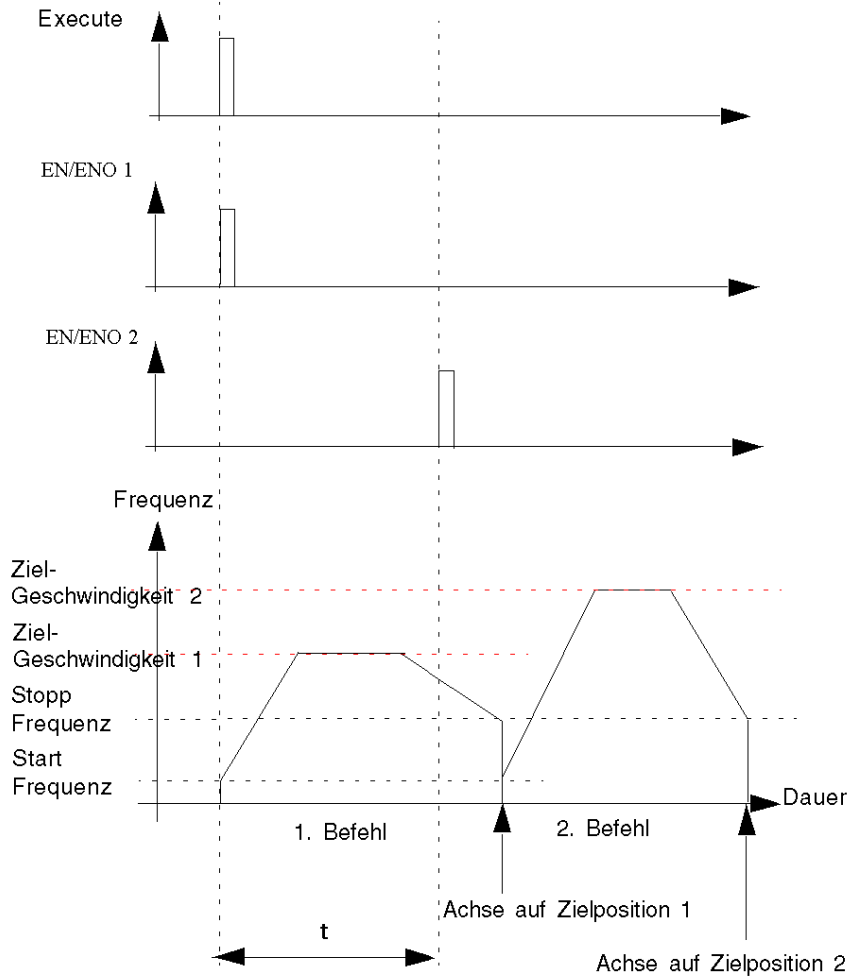 Execute
EN/ENO 1
EN/ENO 2
Frequenz
Ziel-
Geschwindigkeit 2
Ziel-
Geschwindigkeit 1
Stopp
Frequenz
Start
Frequenz
Dauer
1. Befehl
2. Befehl
Achse auf Zielposition 1
t
Achse auf Zielposition 2